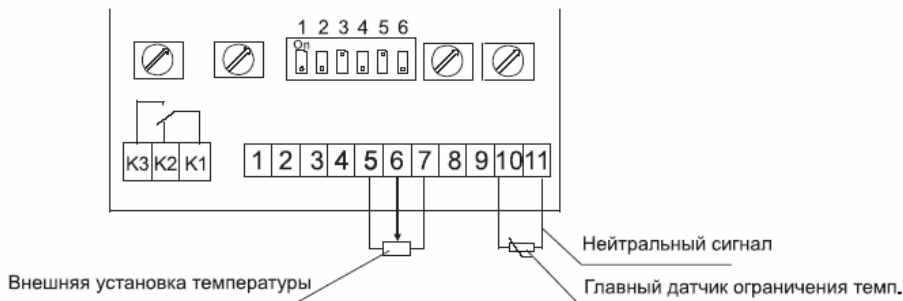 1 2 3 4 5 6
On
K3 K2 K1
1 2 3 4 5 6 7 8 9 10 11
Нейтральный сигнал
Внешняя установка температуры
Главный датчик ограничения темп.